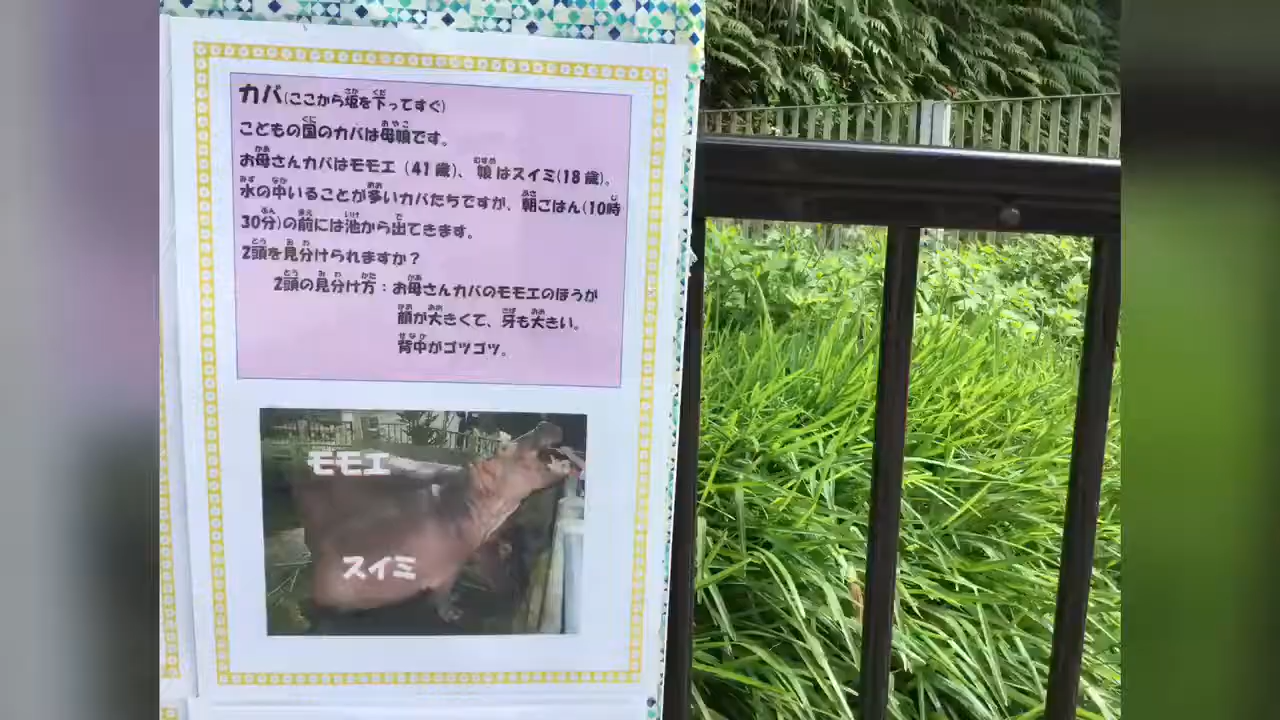 カバ(ここから坂を下ってすぐ)
こどもの国のカバは母娘です。
お母さんカバはモモエ(41歳)、娘はスイミ(18歳)。
水の中いることが多いカバたちですが、朝ごはん(10時
30分)の前には池から出てきます。
2頭を見分けられますか？
2頭の見分け方：お母さんカバのモモエのほうが
顔が大きくて、牙も大きい。
背中がゴツゴツ。
モモエ
スイミ